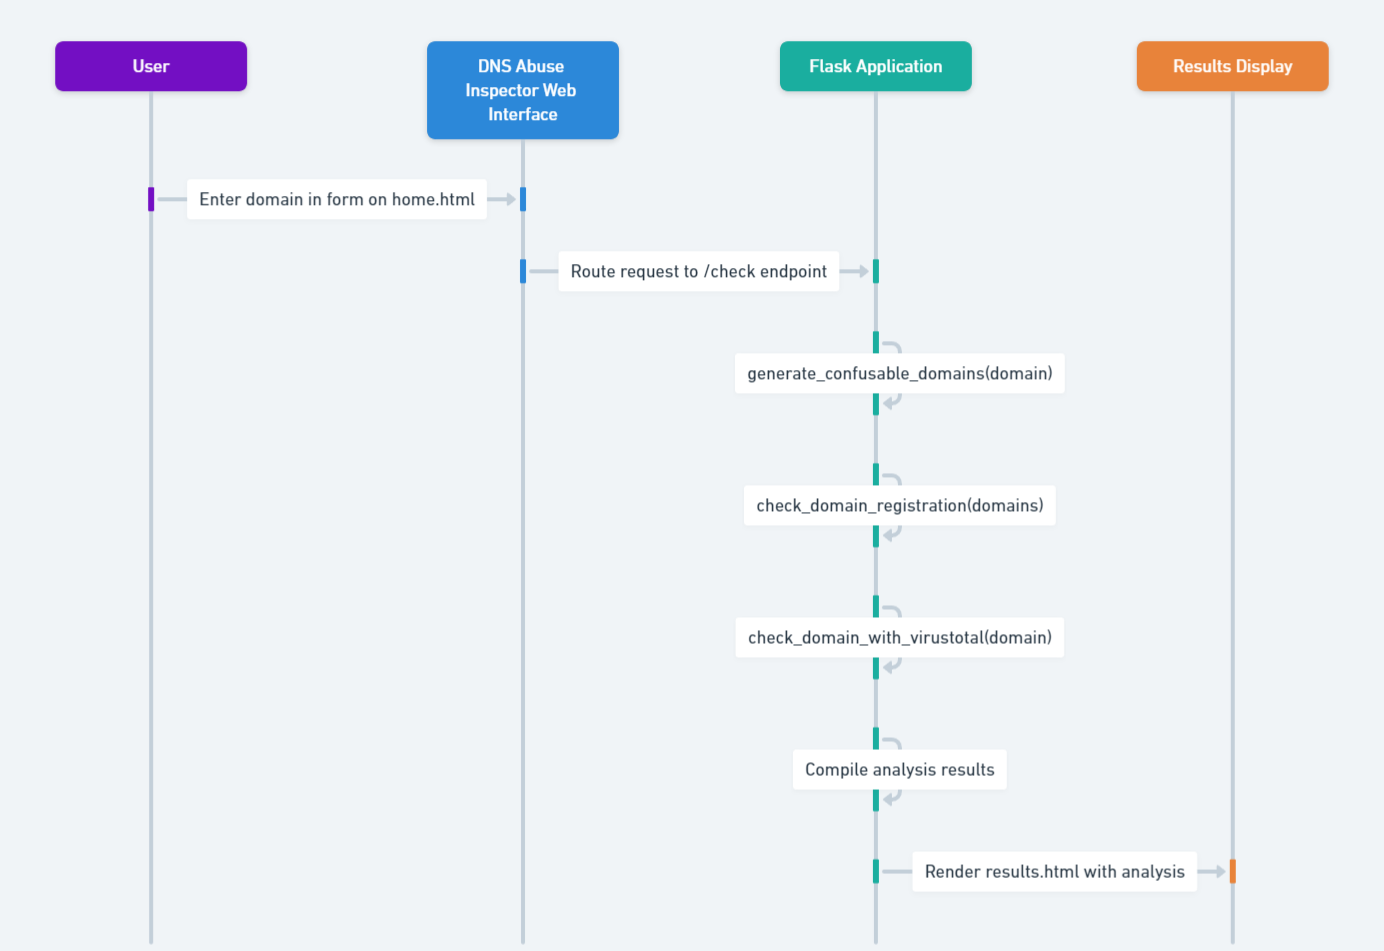 User
DNS Abuse
Inspector Web
Interface
Flask Application
Results Display
Enter domain in form on home.html
Route request to /check endpoint
generate_confusable_domains(domain)
check_domain_registration(domains)
check_domain_with_virustotal(domain)
Compile analysis results
Render results.html with analysis